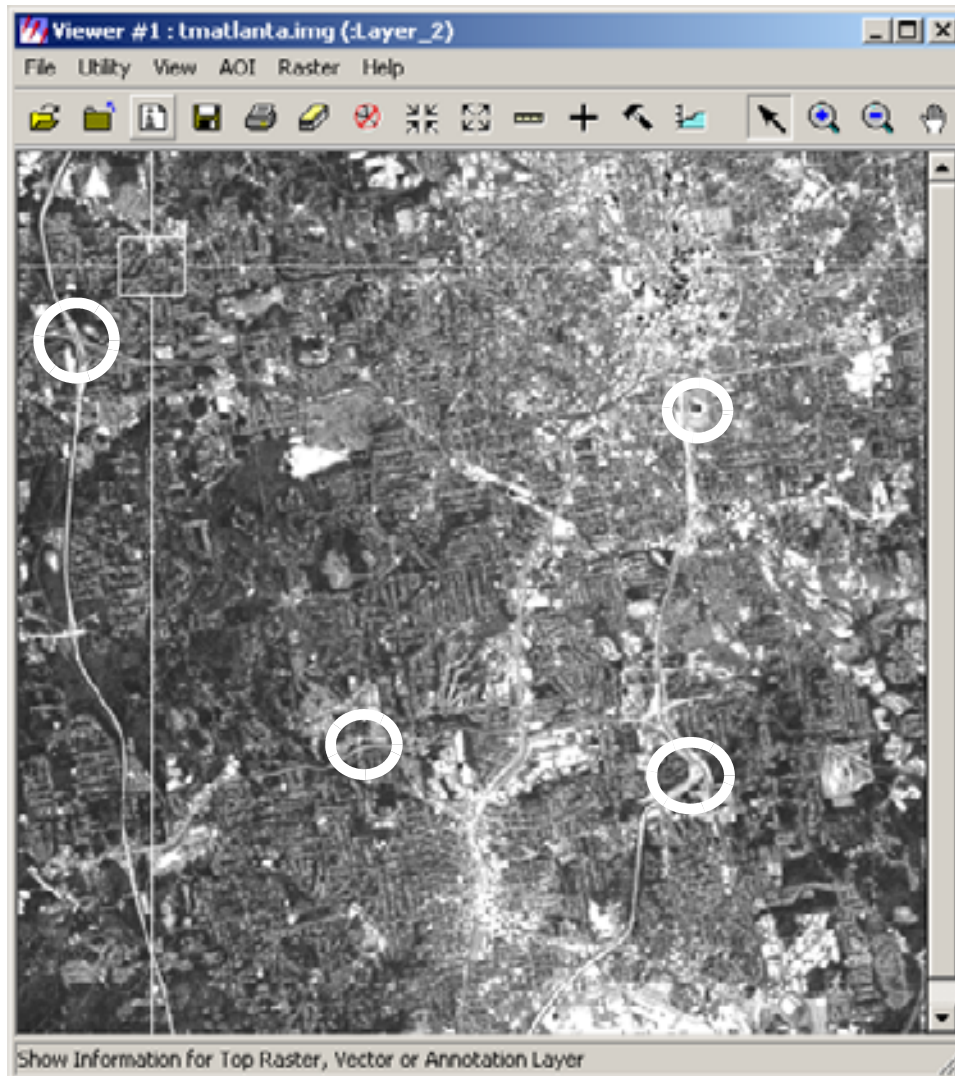 Viewer #1 : tmatlanta.img (:Layer_2)
File Utility View AOI Raster Help
Show Information for Top Raster, Vector or Annotation Layer